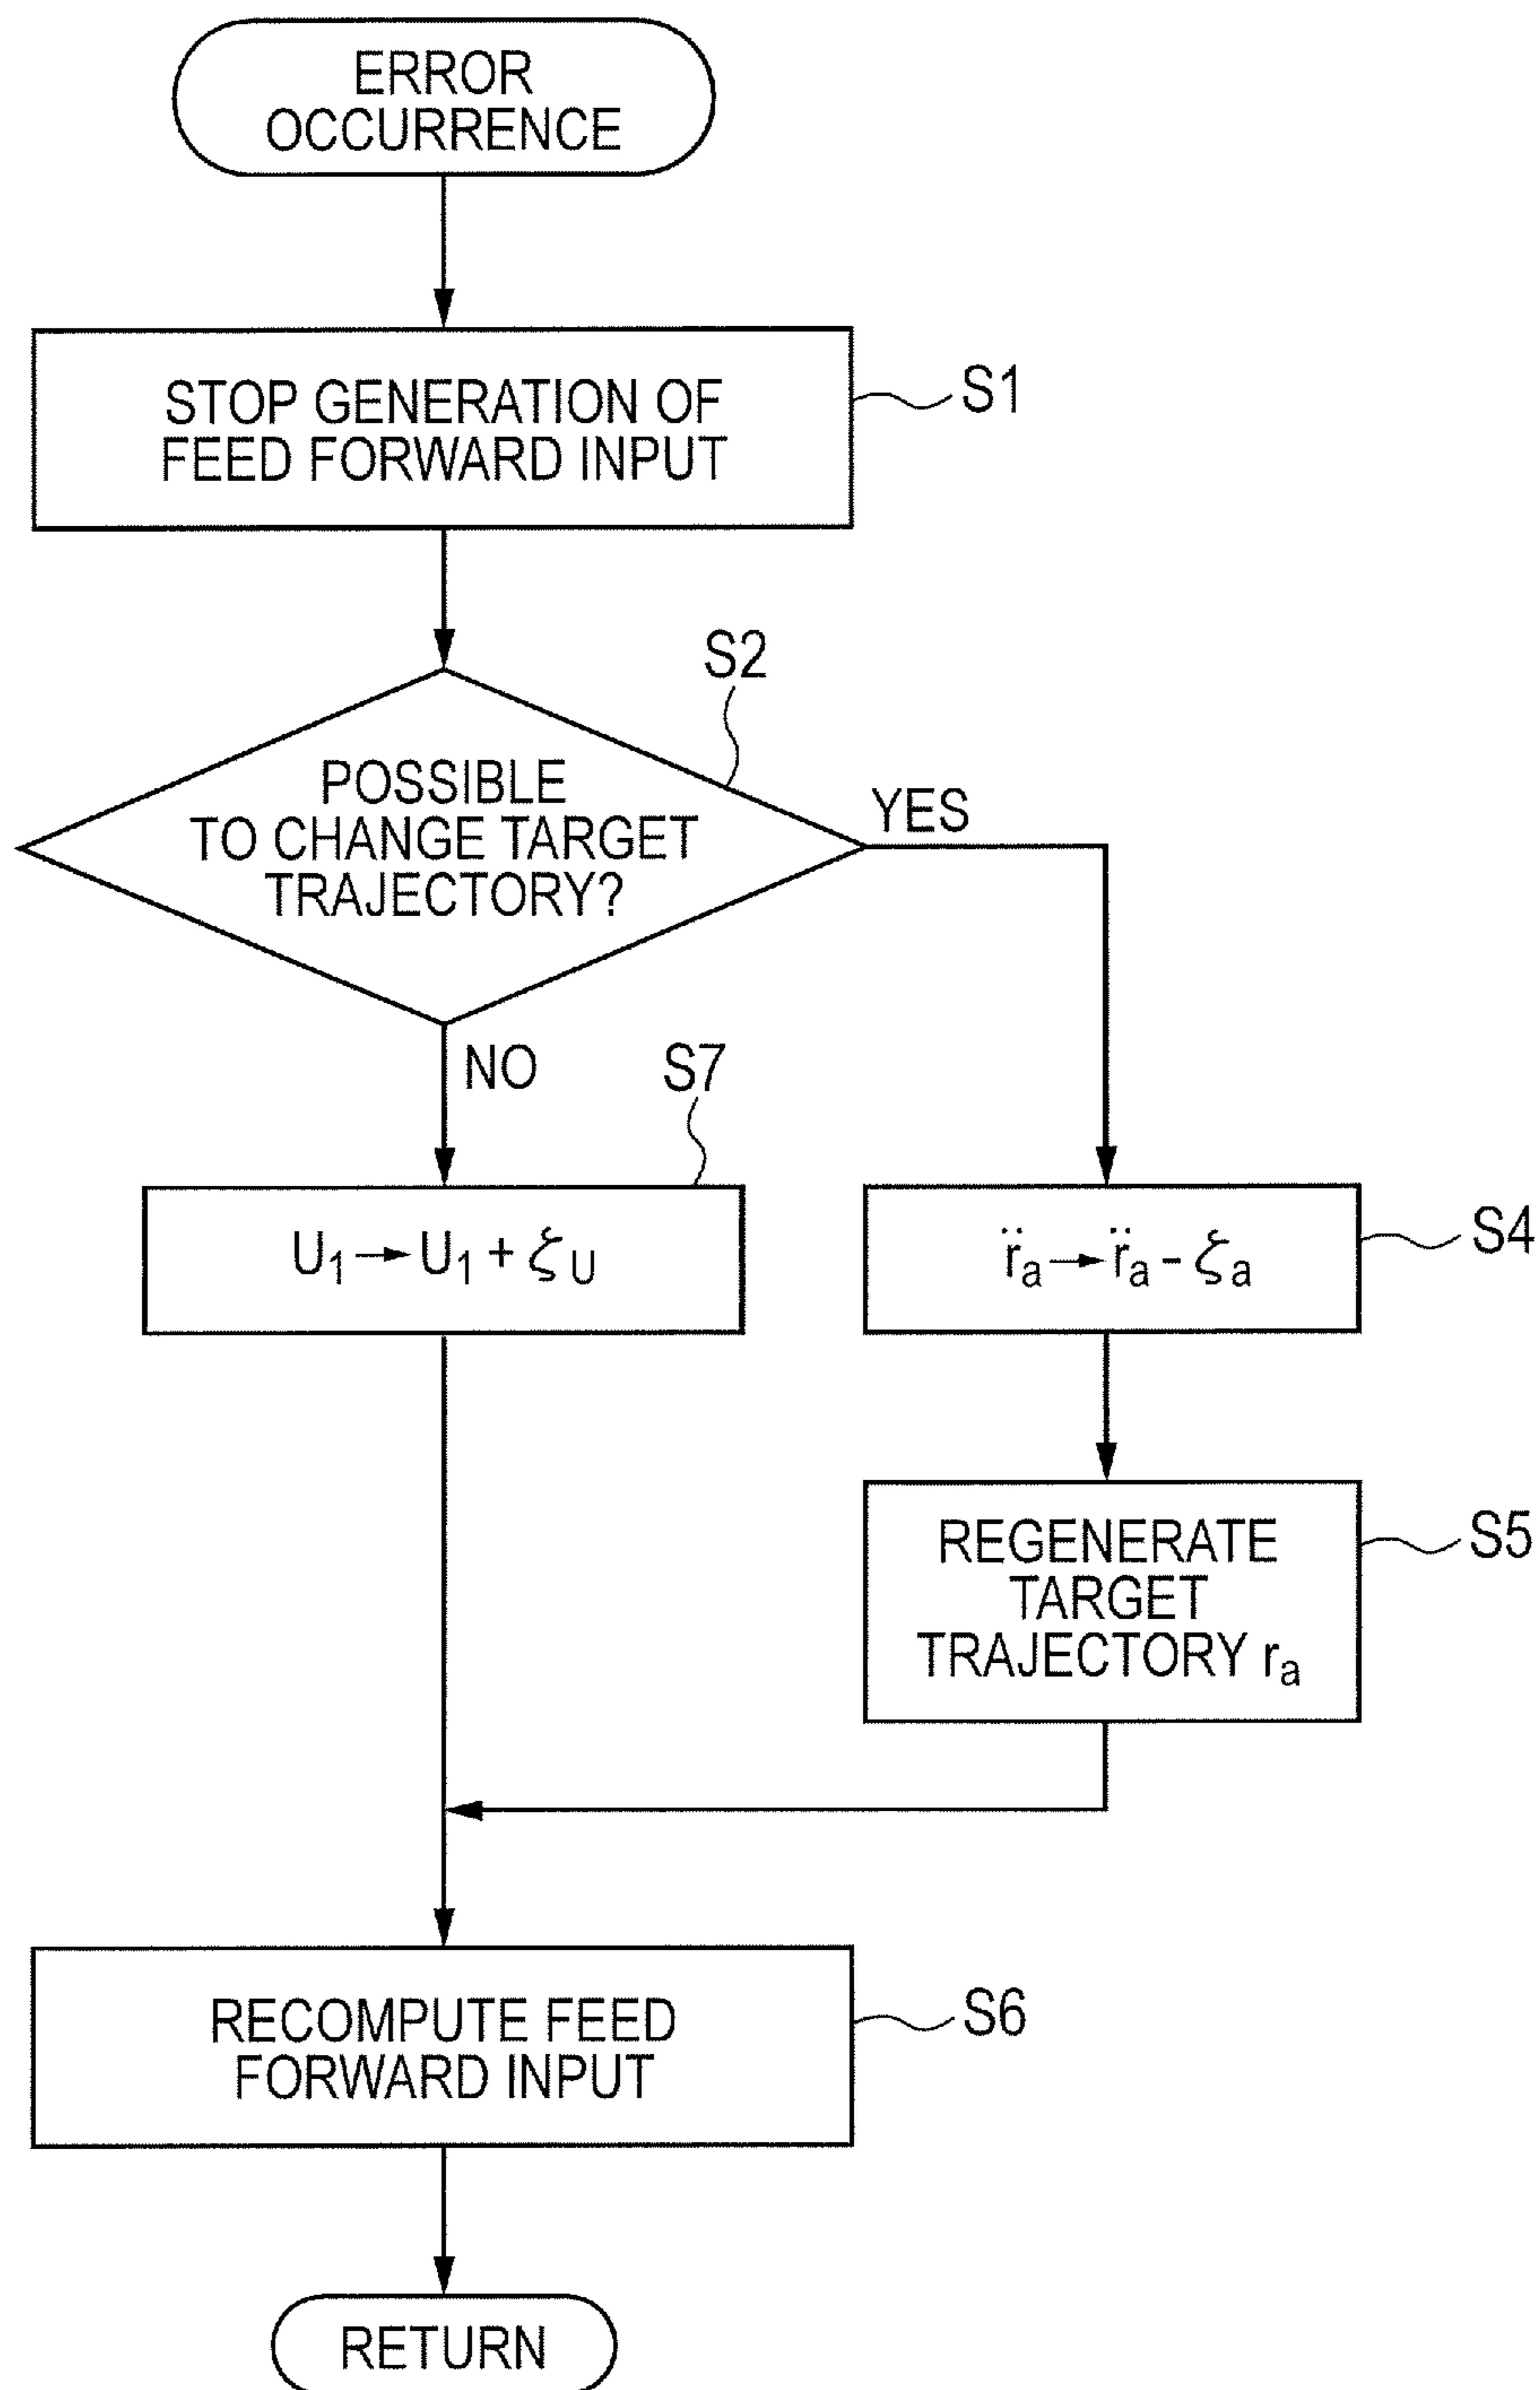 ERROR
OCCURRENCE
STOP GENERATION OF
FEED FORWARD INPUT
S1
S2
POSSIBLE
TO CHANGE TARGET
TRAJECTORY?
YES
NO
S7
U₁→U₁ + ζ_U
r̈ₐ→r̈ₐ - ζₐ
S4
REGENERATE
TARGET
TRAJECTORY rₐ
S5
RECOMPUTE FEED
FORWARD INPUT
S6
RETURN